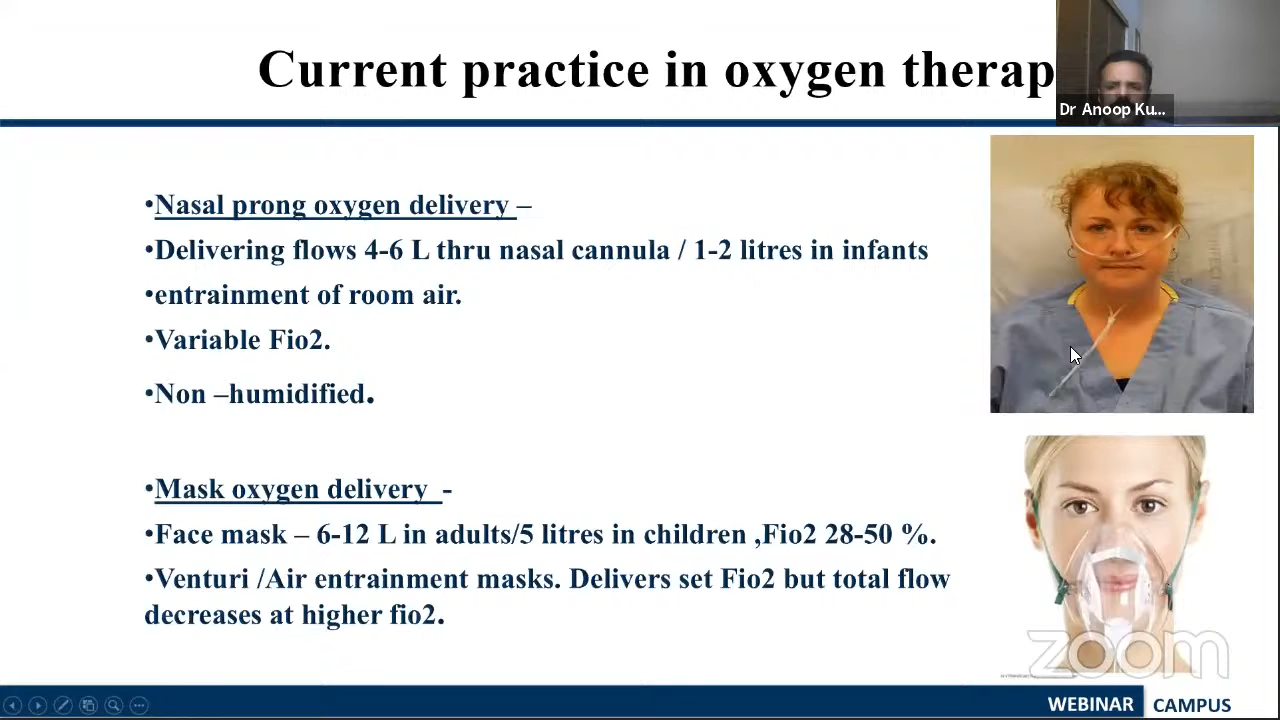 Current practice in oxygen therap
Dr Anoop Ku...
•Nasal prong oxygen delivery –
•Delivering flows 4-6 L thru nasal cannula / 1-2 litres in infants
•entrainment of room air.
•Variable Fio2.
•Non –humidified.
•Mask oxygen delivery -
•Face mask – 6-12 L in adults/5 litres in children ,Fio2 28-50 %.
•Venturi /Air entrainment masks. Delivers set Fio2 but total flow
decreases at higher fio2.
zoom
WEBINAR CAMPUS